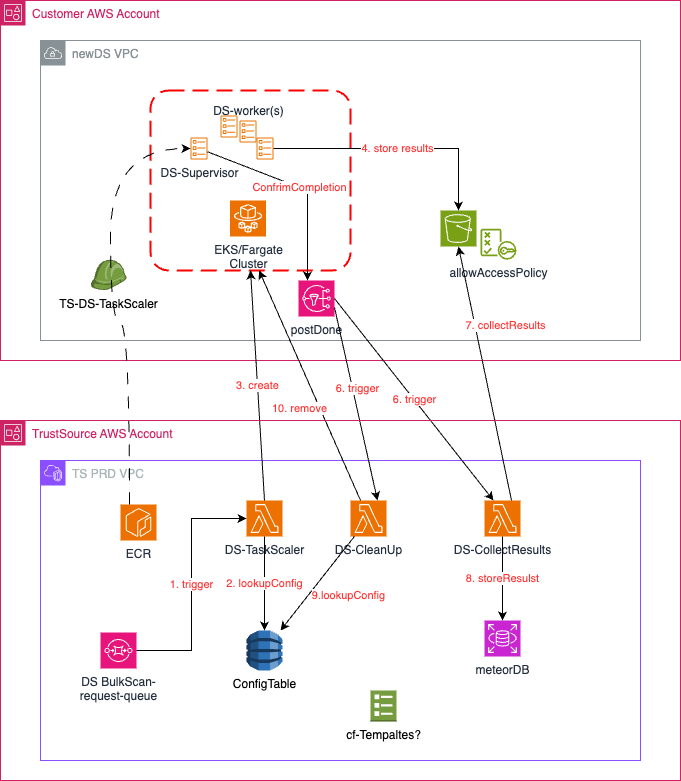 Customer AWS Account
newDS VPC
DS-worker(s)
4. store results
DS-Supervisor
ConfrimCompletion
EKS/Fargate
Cluster
allowAccessPolicy
TS-DS-TaskScaler
postDone
7. collectResults
3. create
6. trigger
6. trigger
10. remove
TrustSource AWS Account
TS PRD VPC
ECR
DS-TaskScaler
DS-CleanUp
DS-CollectResults
1. trigger
2. lookupConfig
9.lookupConfig
8. storeResulst
DS BulkScan-
request-queue
ConfigTable
meteorDB
cf-Tempaltes?